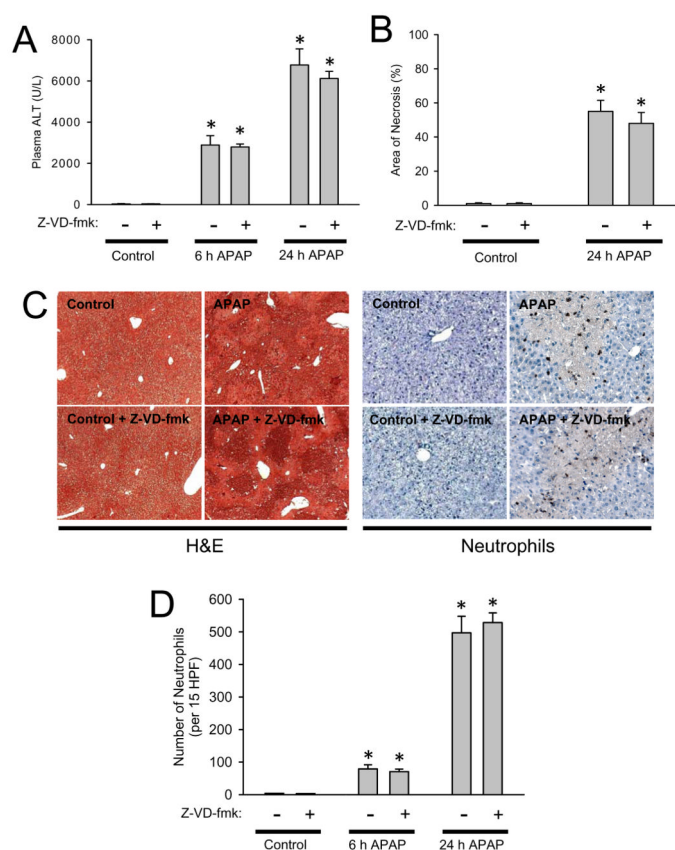 A
Plasma ALT (U/L)
8000
6000
4000
2000
0
* * * *
Z-VD-fmk: - + - + - +
Control 6 h APAP 24 h APAP
B
Area of Necrosis (%)
100
80
60
40
20
0
* *
- + - +
Control 24 h APAP
C
Control APAP
Control + Z-VD-fmk APAP + Z-VD-fmk
H&E
Control APAP
Control + Z-VD-fmk APAP + Z-VD-fmk
Neutrophils
D
Number of Neutrophils
(per 15 HPF)
600
500
400
300
200
100
0
* * * *
Z-VD-fmk: - + - + - +
Control 6 h APAP 24 h APAP